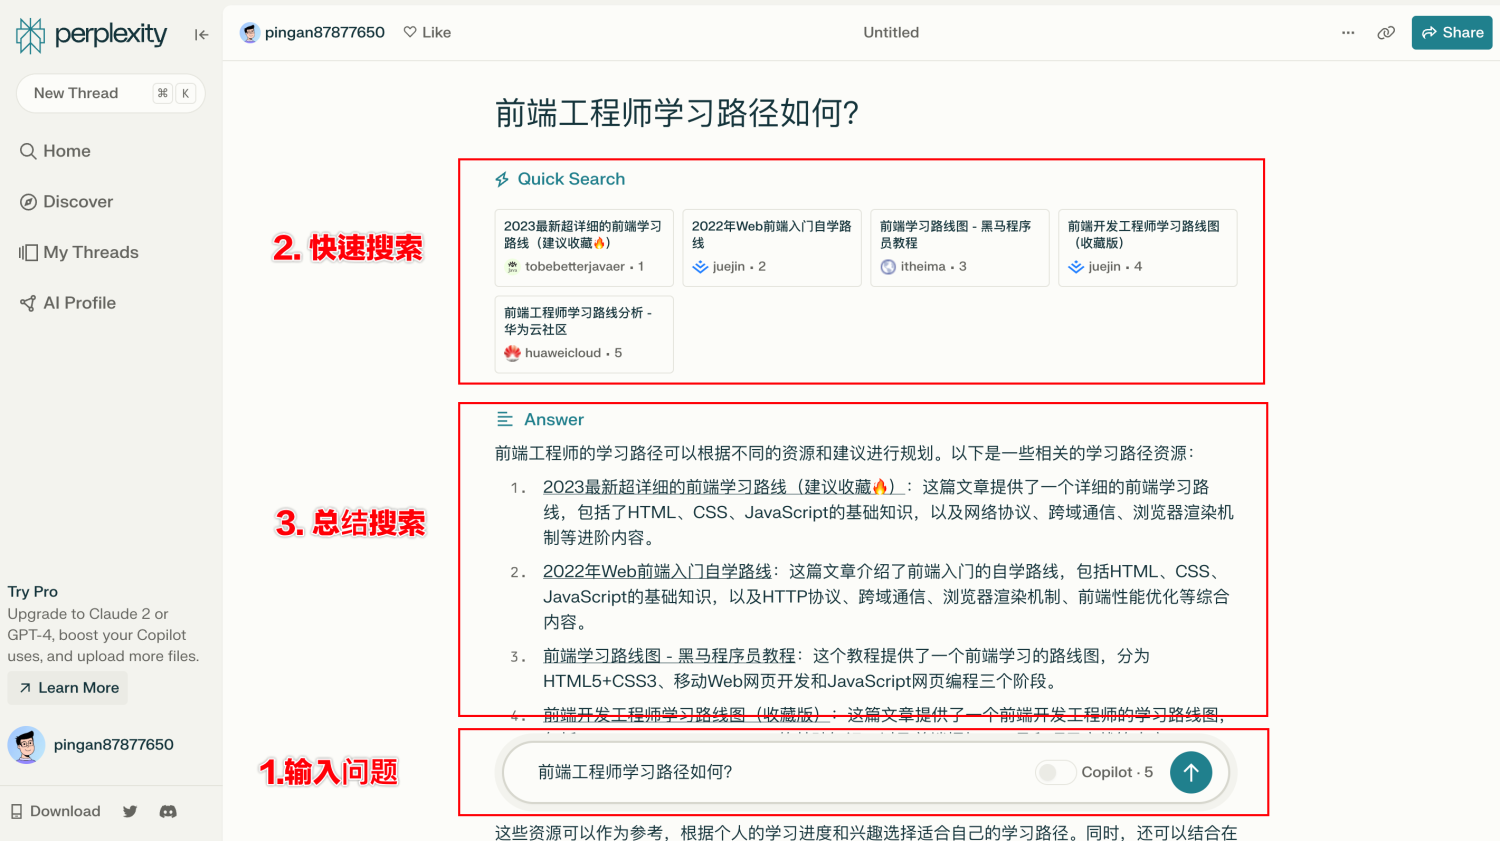 perplexity
New Thread ⌘ K
Home
Discover
My Threads
AI Profile
Try Pro
Upgrade to Claude 2 or
GPT-4, boost your Copilot
uses, and upload more files.
Learn More
pingan87877650
Download
pingan87877650 Like
Untitled
Share
前端工程师学习路径如何?
2. 快速搜索
Quick Search
2023最新超详细的前端学习
路线（建议收藏🔥）
tobebetterjavaer • 1
2022年Web前端入门自学路
线
juejin • 2
前端学习路线图 - 黑马程序
员教程
itheima • 3
前端开发工程师学习路线图
（收藏版）
juejin • 4
前端工程师学习路线分析 -
华为云社区
huaweicloud • 5
3. 总结搜索
Answer
前端工程师的学习路径可以根据不同的资源和建议进行规划。以下是一些相关的学习路径资源：
1. 2023最新超详细的前端学习路线（建议收藏🔥）：这篇文章提供了一个详细的前端学习路
线，包括了HTML、CSS、JavaScript的基础知识，以及网络协议、跨域通信、浏览器渲染机
制等进阶内容。
2. 2022年Web前端入门自学路线：这篇文章介绍了前端入门的自学路线，包括HTML、CSS、
JavaScript的基础知识，以及HTTP协议、跨域通信、浏览器渲染机制、前端性能优化等综合
内容。
3. 前端学习路线图 - 黑马程序员教程：这个教程提供了一个前端学习的路线图，分为
HTML5+CSS3、移动Web网页开发和JavaScript网页编程三个阶段。
4. 前端开发工程师学习路线图（收藏版）：这篇文章提供了一个前端开发工程师的学习路线图，
1.输入问题
前端工程师学习路径如何?
Copilot · 5
这些资源可以作为参考，根据个人的学习进度和兴趣选择适合自己的学习路径。同时，还可以结合在